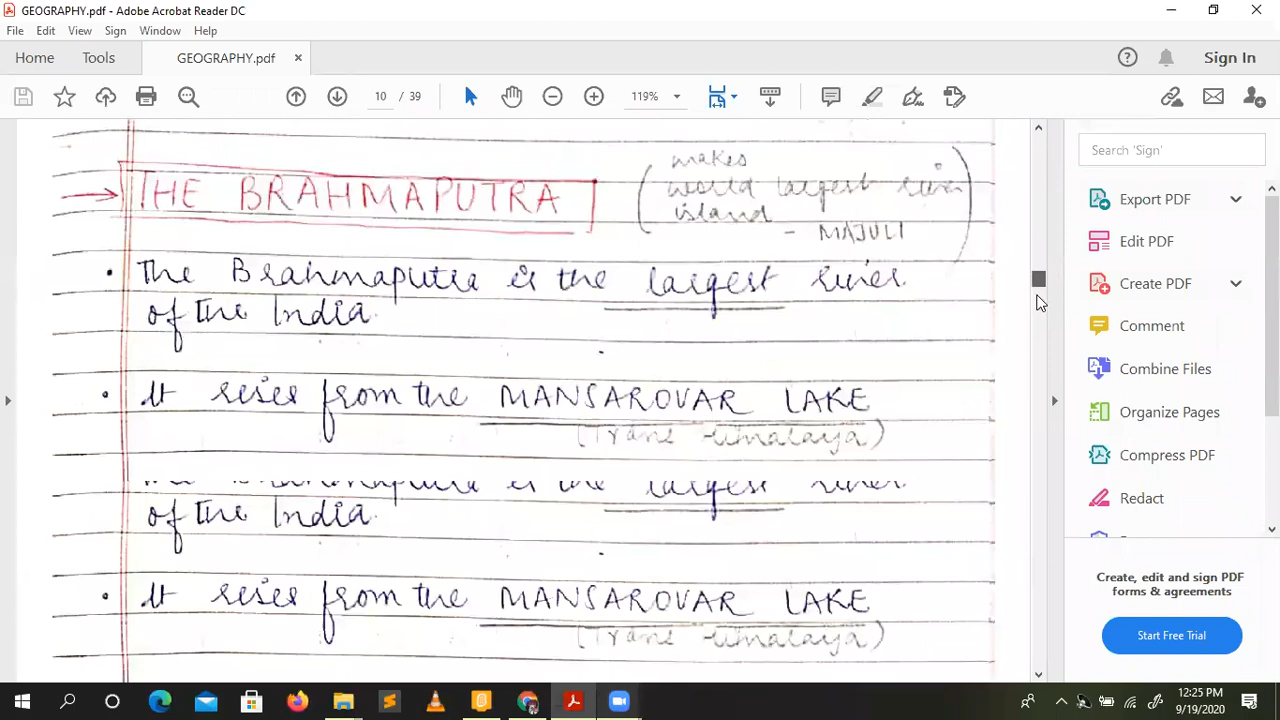 GEOGRAPHY.pdf - Adobe Acrobat Reader DC
File Edit View Sign Window Help
Home Tools GEOGRAPHY.pdf × Sign In
10 / 39 119%
makes
world largest river
island
- MAJULI
→ THE BRAHMAPUTRA
• The Brahmaputra is the largest river
of the India.
• It rises from the MANSAROVAR LAKE
(Trans Himalaya)
is the largest river
of the India.
• It rises from the MANSAROVAR LAKE
(Trans Himalaya)
Search 'Sign'
Export PDF
Edit PDF
Create PDF
Comment
Combine Files
Organize Pages
Compress PDF
Redact
Create, edit and sign PDF
forms & agreements
Start Free Trial
12:25 PM
9/19/2020